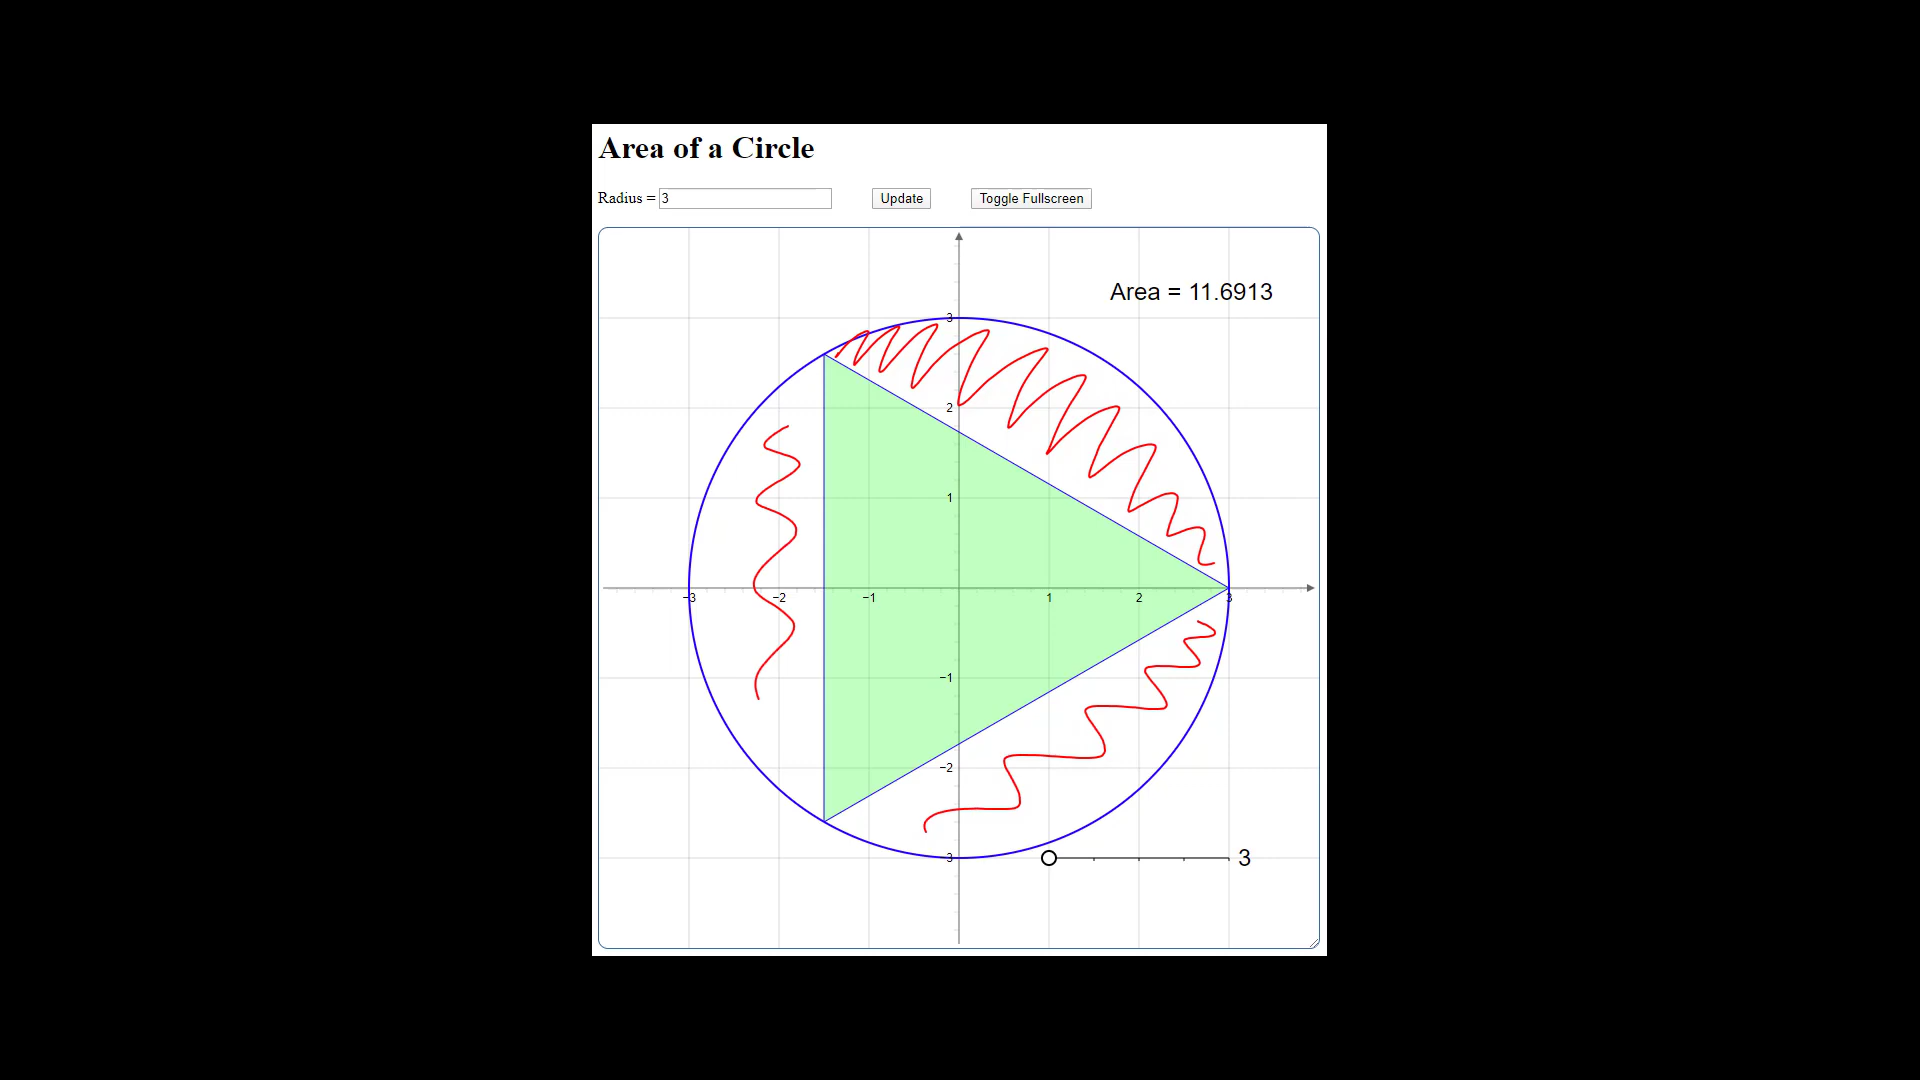 Area of a Circle
Radius = 3 Update Toggle Fullscreen
Area = 11.6913
3
2
1
−3 −2 −1 1 2 3
−1
−2
3 3